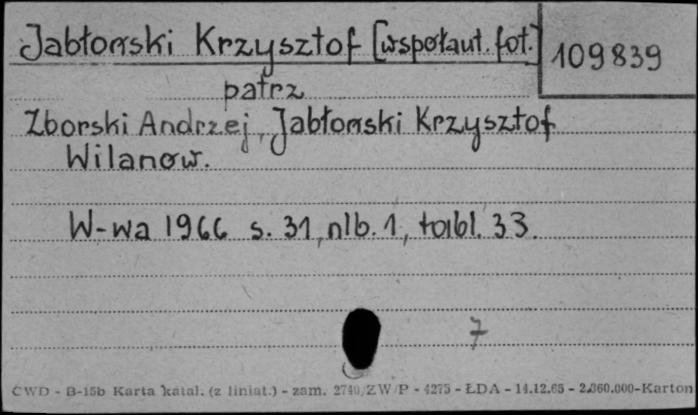 Jabłoński Krzysztof [współaut. fot.]
109839
patrz
Zborski Andrzej, Jabłoński Krzysztof
Wilanów.
W-wa 1966 s. 31, nlb. 1, tabl. 33.
7
CWD - B-15b Karta katal. (z liniat.) - zam. 2740/ZW/P - 4275 - ŁDA - 14.12.65 - 2.360.000-Karton